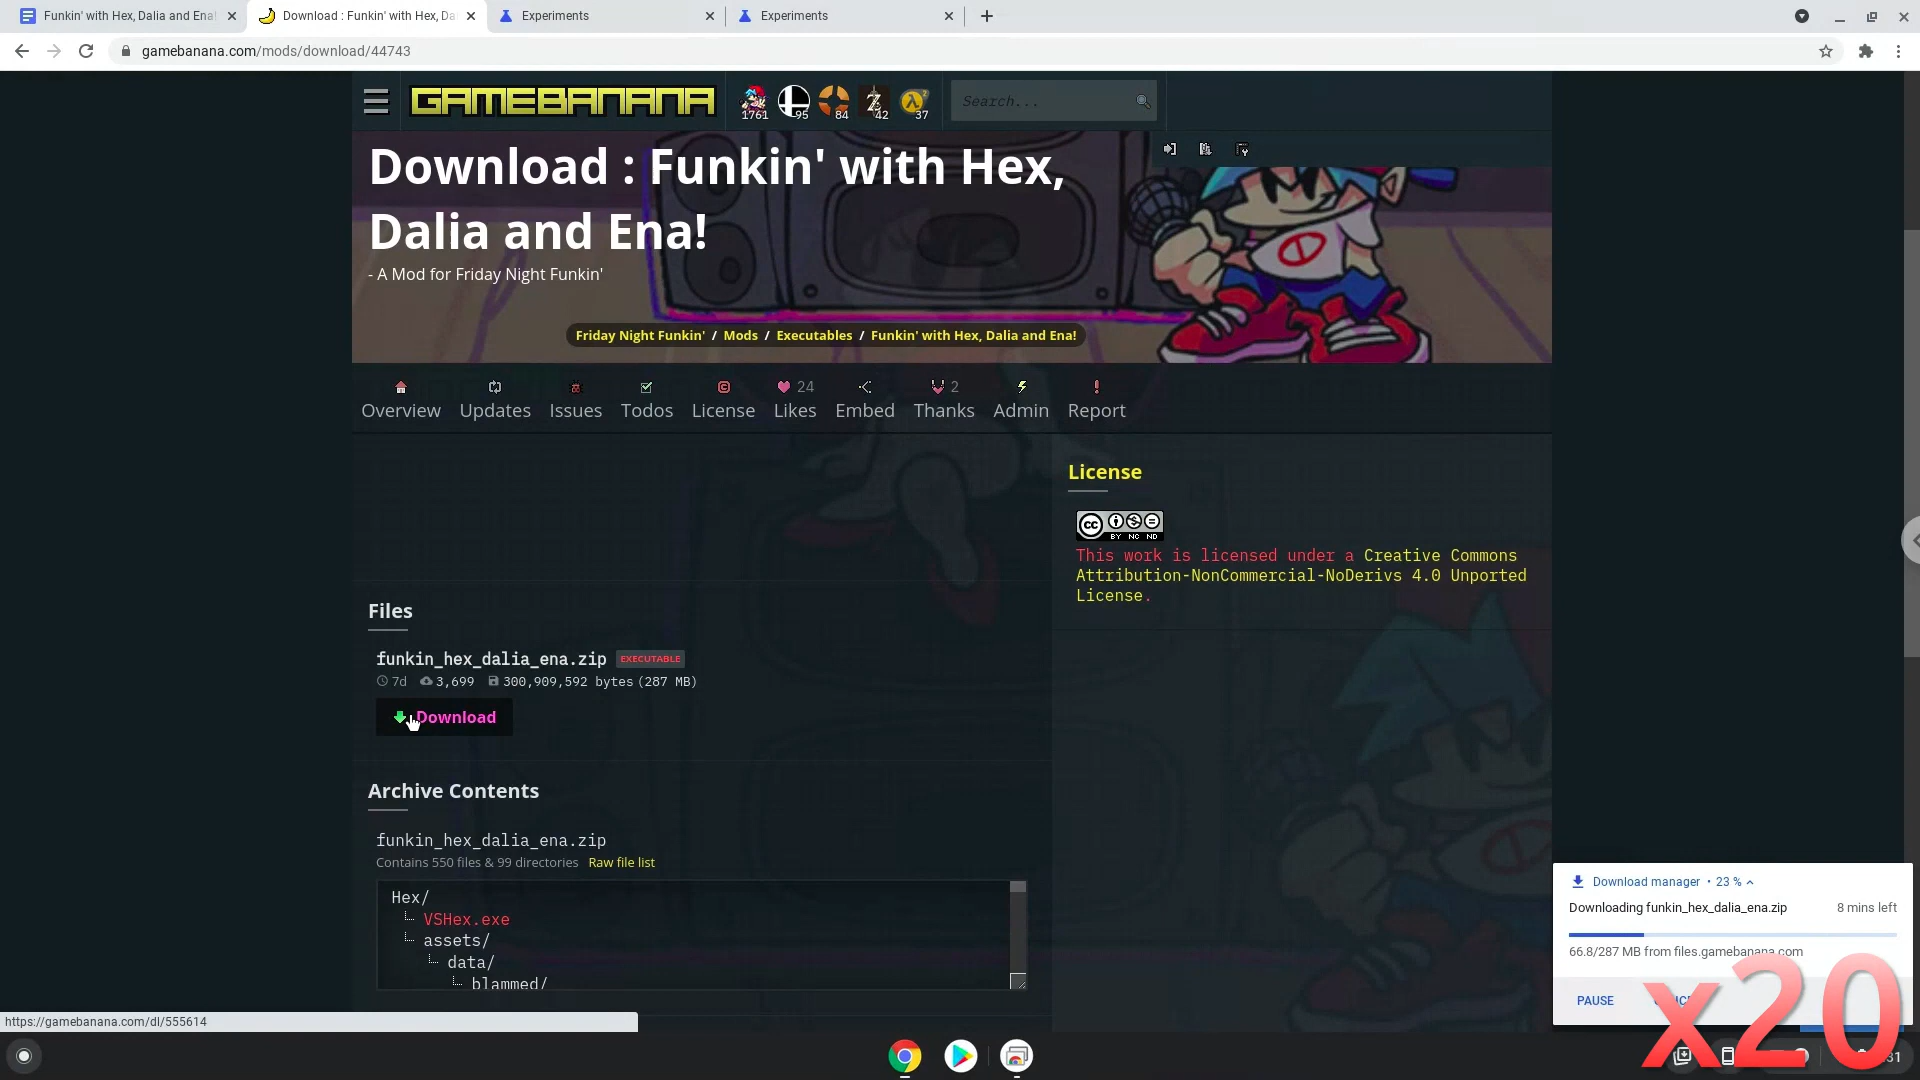 Funkin' with Hex, Dalia and Ena!
Download : Funkin' with Hex, Da
Experiments
Experiments
gamebanana.com/mods/download/44743
GAMEBANANA
1761
95
84
42
37
Search...
Download : Funkin' with Hex,
Dalia and Ena!
- A Mod for Friday Night Funkin'
Friday Night Funkin' / Mods / Executables / Funkin' with Hex, Dalia and Ena!
24
2
Overview Updates Issues Todos License Likes Embed Thanks Admin Report
License
CC BY NC ND
This work is licensed under a Creative Commons
Attribution-NonCommercial-NoDerivs 4.0 Unported
License.
Files
funkin_hex_dalia_ena.zip EXECUTABLE
7d 3,699 300,909,592 bytes (287 MB)
Download
Archive Contents
funkin_hex_dalia_ena.zip
Contains 550 files & 99 directories Raw file list
Hex/
VSHex.exe
assets/
data/
blammed/
Download manager • 23 %
Downloading funkin_hex_dalia_ena.zip 8 mins left
66.8/287 MB from files.gamebanana.com
PAUSE
x20
https://gamebanana.com/dl/555614